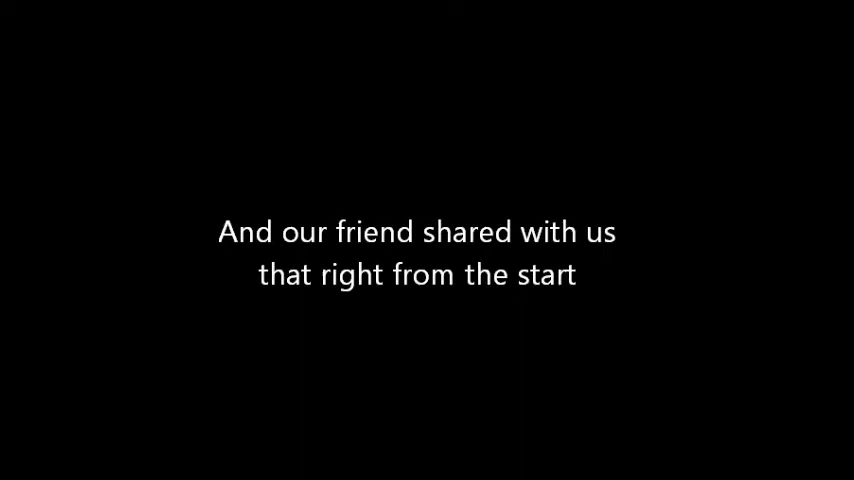 And our friend shared with us
that right from the start